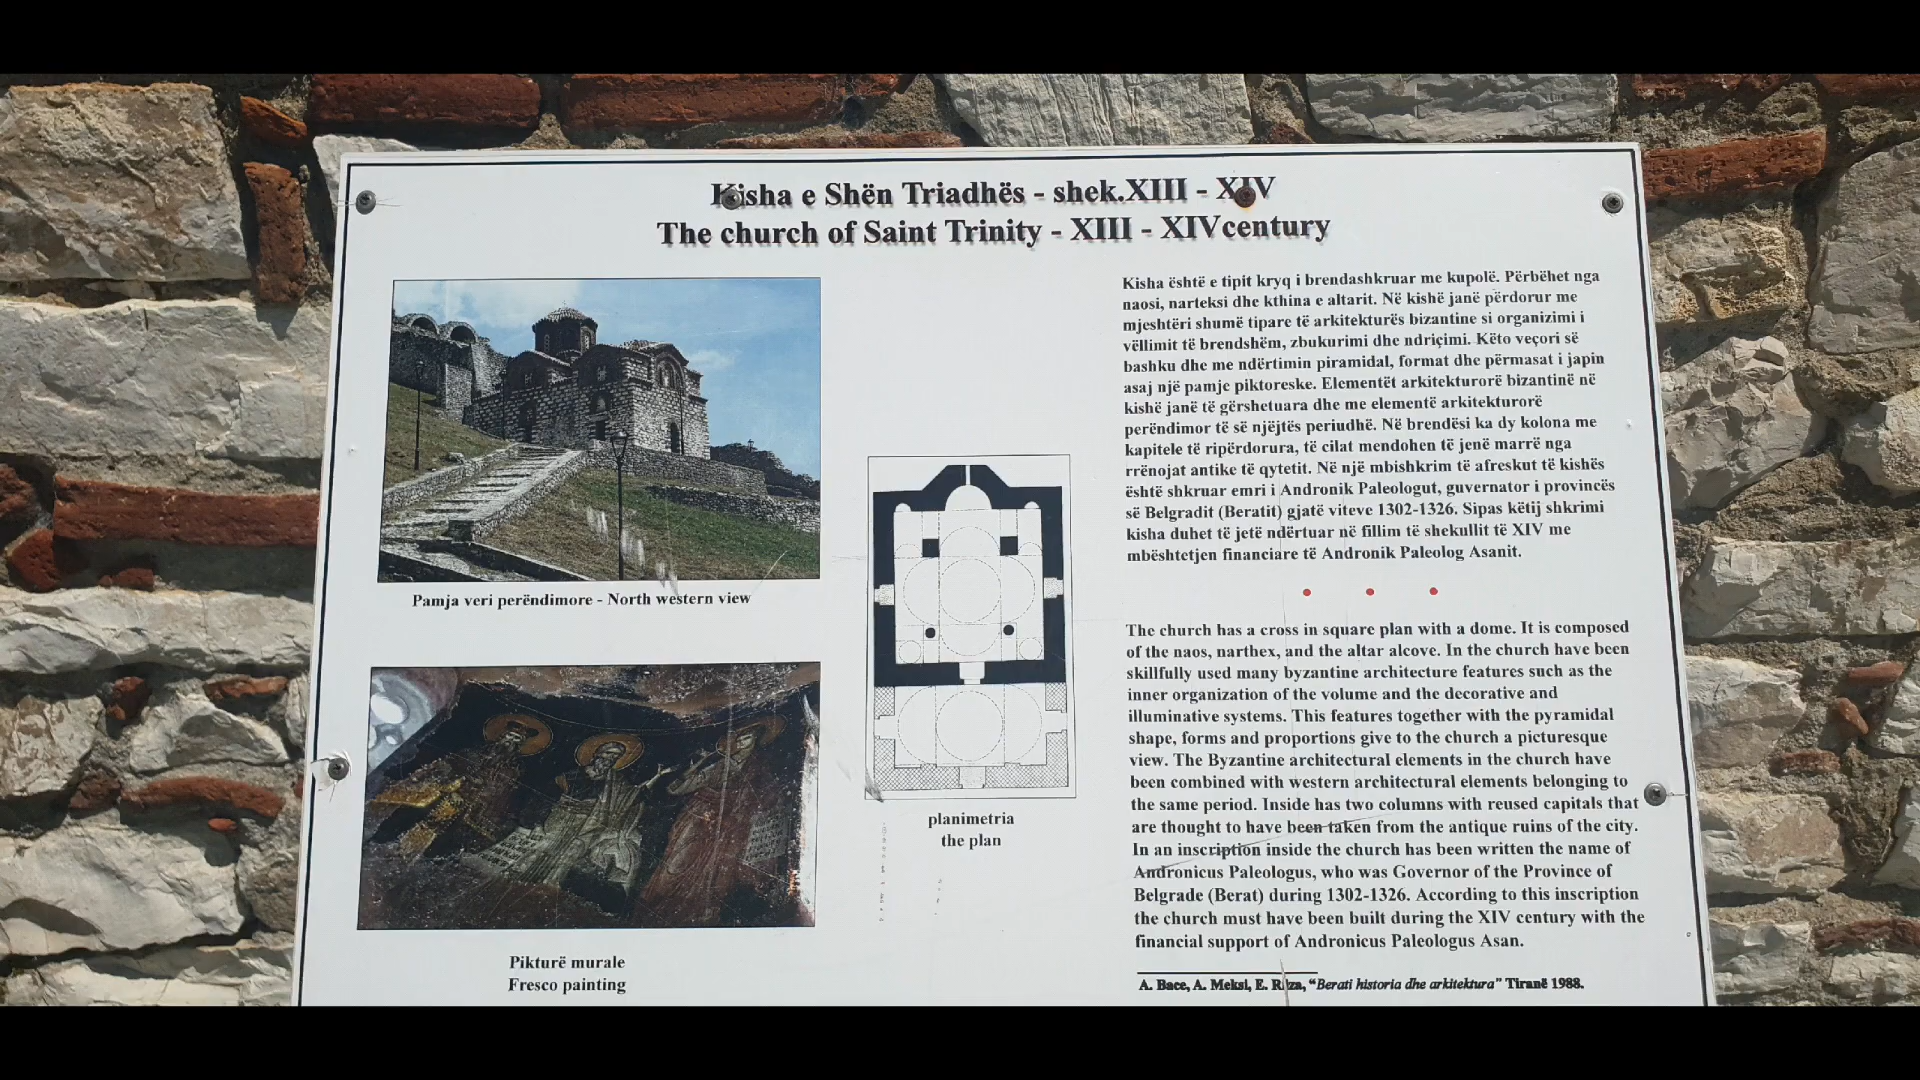 Kisha e Shën Triadhës - shek.XIII - XIV
The church of Saint Trinity - XIII - XIVcentury
Pamja veri perëndimore - North western view
Pikturë murale
Fresco painting
planimetria
the plan
Kisha është e tipit kryq i brendashkruar me kupolë. Përbëhet nga
naosi, narteksi dhe kthina e altarit. Në kishë janë përdorur me
mjeshtëri shumë tipare të arkitekturës bizantine si organizimi i
vëllimit të brendshëm, zbukurimi dhe ndriçimi. Këto veçori së
bashku dhe me ndërtimin piramidal, format dhe përmasat i japin
asaj një pamje piktoreske. Elementët arkitekturorë bizantinë në
kishë janë të gërshetuara dhe me elementë arkitekturorë
perëndimor të së njëjtës periudhë. Në brendësi ka dy kolona me
kapitele të ripërdorura, të cilat mendohen të jenë marrë nga
rrënojat antike të qytetit. Në një mbishkrim të afreskut të kishës
është shkruar emri i Andronik Paleologut, guvernator i provincës
së Belgradit (Beratit) gjatë viteve 1302-1326. Sipas këtij shkrimi
kisha duhet të jetë ndërtuar në fillim të shekullit të XIV me
mbështetjen financiare të Andronik Paleolog Asanit.
The church has a cross in square plan with a dome. It is composed
of the naos, narthex, and the altar alcove. In the church have been
skillfully used many byzantine architecture features such as the
inner organization of the volume and the decorative and
illuminative systems. This features together with the pyramidal
shape, forms and proportions give to the church a picturesque
view. The Byzantine architectural elements in the church have
been combined with western architectural elements belonging to
the same period. Inside has two columns with reused capitals that
are thought to have been taken from the antique ruins of the city.
In an inscription inside the church has been written the name of
Andronicus Paleologus, who was Governor of the Province of
Belgrade (Berat) during 1302-1326. According to this inscription
the church must have been built during the XIV century with the
financial support of Andronicus Paleologus Asan.
A. Bace, A. Meksi, E. Riza, “Berati historia dhe arkitektura” Tiranë 1988.